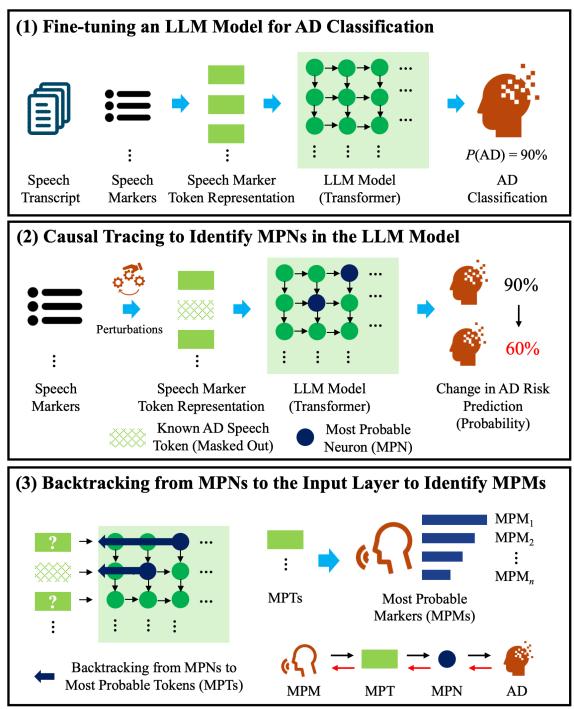 (1) Fine-tuning an LLM Model for AD Classification
P(AD) = 90%
Speech
Transcript
Speech
Markers
Speech Marker
Token Representation
LLM Model
(Transformer)
AD
Classification
(2) Causal Tracing to Identify MPNs in the LLM Model
Perturbations
90%
60%
Speech
Markers
Speech Marker
Token Representation
LLM Model
(Transformer)
Change in AD Risk
Prediction
(Probability)
Known AD Speech
Token (Masked Out)
Most Probable
Neuron (MPN)
(3) Backtracking from MPNs to the Input Layer to Identify MPMs
?
?
MPTs
MPM1
MPM2
MPMn
Most Probable
Markers (MPMs)
Backtracking from MPNs to
Most Probable Tokens (MPTs)
MPM
MPT
MPN
AD